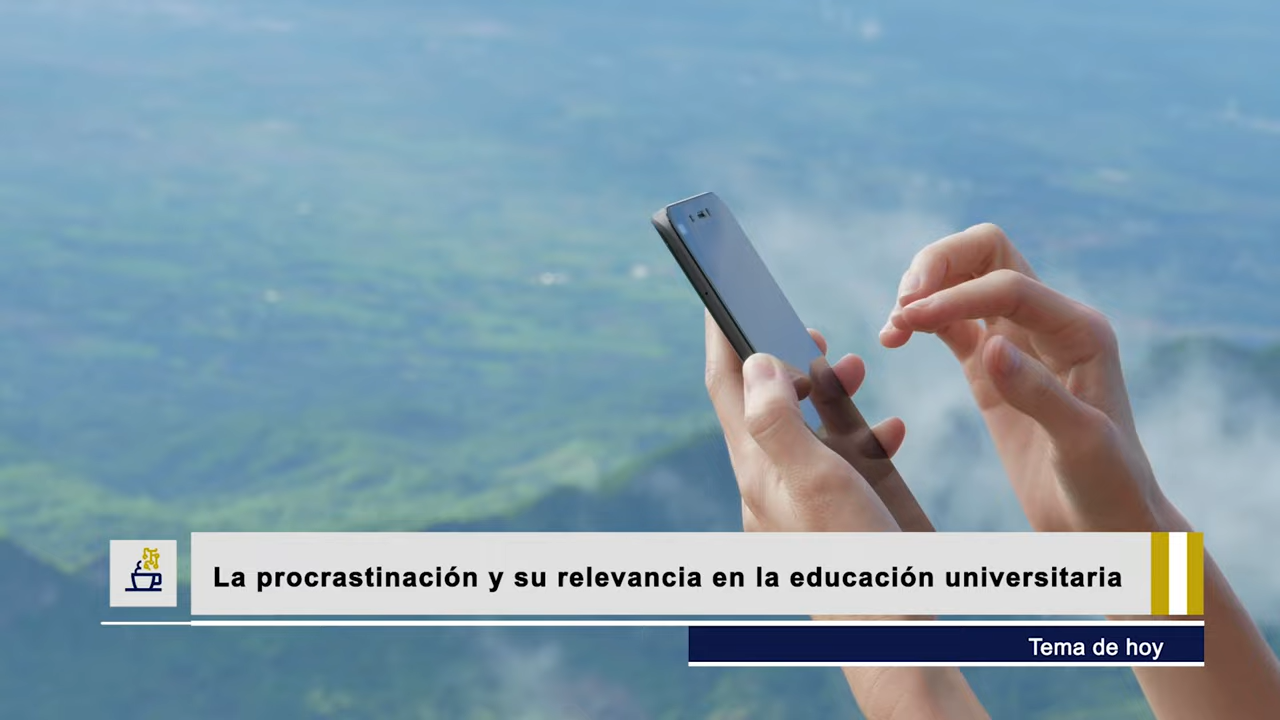 La procrastinación y su relevancia en la educación universitaria
Tema de hoy